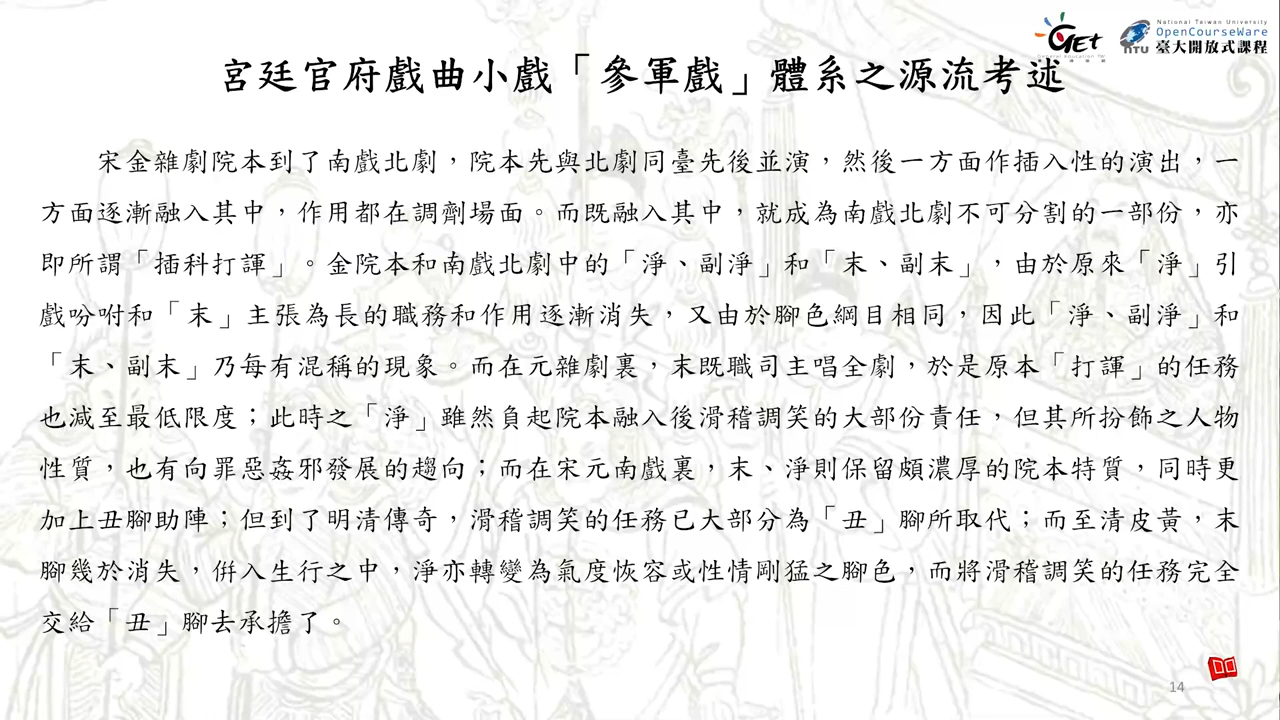 GET
National Taiwan University
OpenCourseWare
NTU 臺大開放式課程
宮廷官府戲曲小戲「參軍戲」體系之源流考述
宋金雜劇院本到了南戲北劇，院本先與北劇同臺先後並演，然後一方面作插入性的演出，一
方面逐漸融入其中，作用都在調劑場面。而既融入其中，就成為南戲北劇不可分割的一部份，亦
即所謂「插科打諢」。金院本和南戲北劇中的「淨、副淨」和「末、副末」，由於原來「淨」引
戲吩咐和「末」主張為長的職務和作用逐漸消失，又由於腳色綱目相同，因此「淨、副淨」和
「末、副末」乃每有混稱的現象。而在元雜劇裏，末既職司主唱全劇，於是原本「打諢」的任務
也減至最低限度；此時之「淨」雖然負起院本融入後滑稽調笑的大部份責任，但其所扮飾之人物
性質，也有向罪惡姦邪發展的趨向；而在宋元南戲裏，末、淨則保留頗濃厚的院本特質，同時更
加上丑腳助陣；但到了明清傳奇，滑稽調笑的任務已大部分為「丑」腳所取代；而至清皮黃，末
腳幾於消失，併入生行之中，淨亦轉變為氣度恢容或性情剛猛之腳色，而將滑稽調笑的任務完全
交給「丑」腳去承擔了。
14